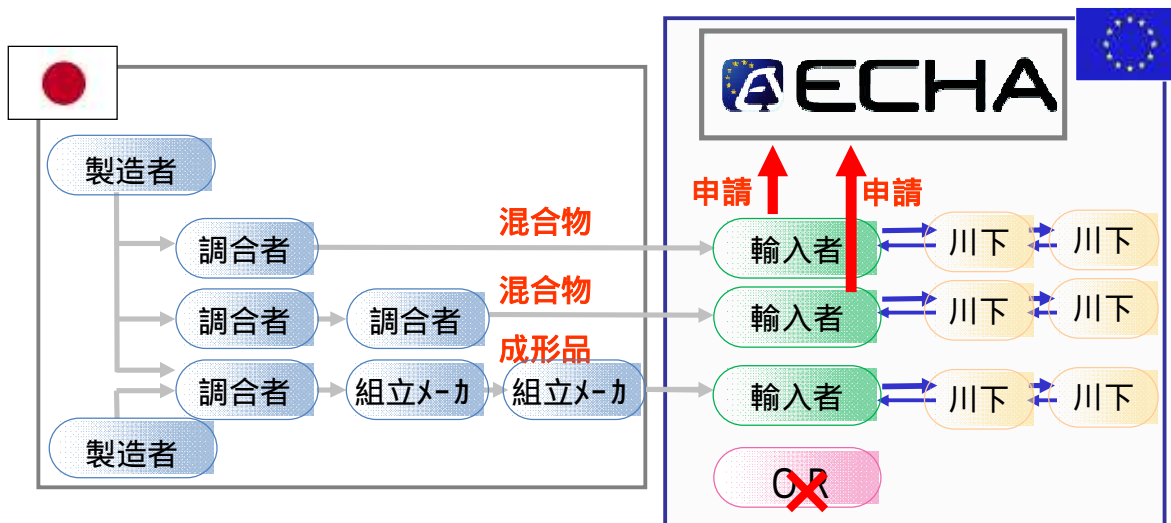 ECHA
製造者
申請
申請
混合物
調合者
輸入者
川下
川下
混合物
調合者
調合者
輸入者
川下
川下
成形品
調合者
組立ﾒｰｶ
組立ﾒｰｶ
輸入者
川下
川下
製造者
OR